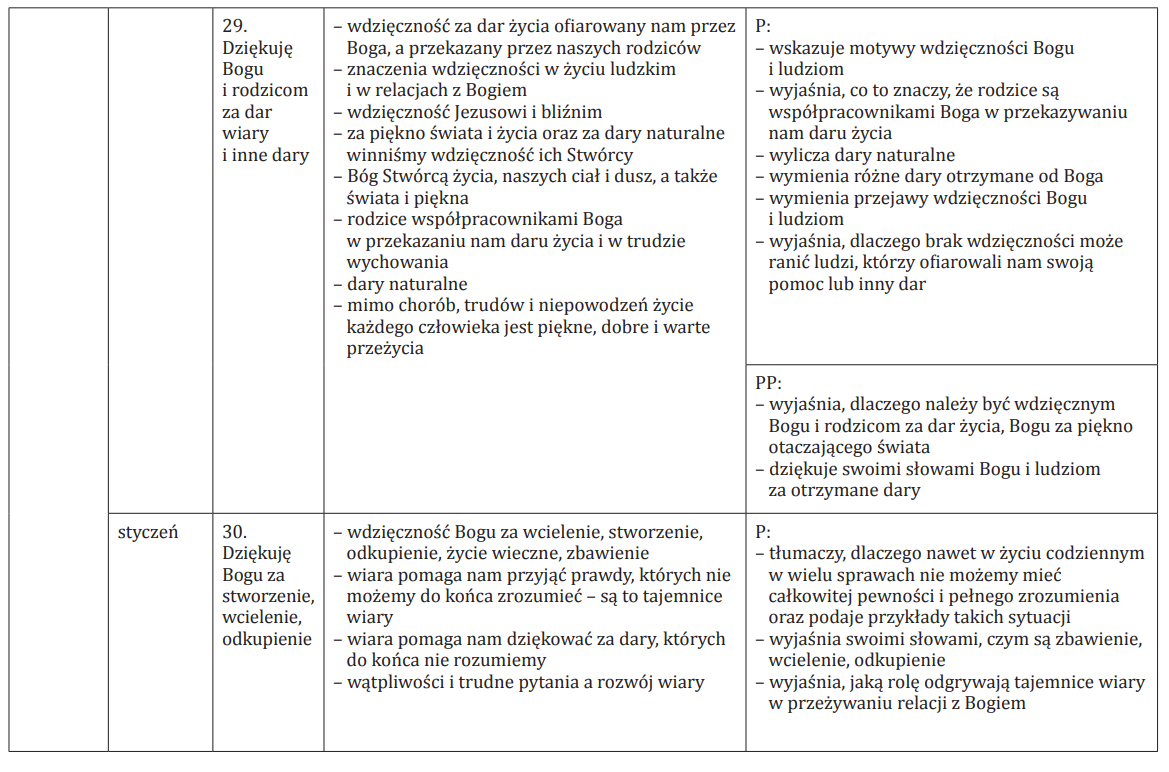 29.
Dziękuję
Bogu
i rodzicom
za dar
wiary
i inne dary
– wdzięczność za dar życia ofiarowany nam przez
Boga, a przekazany przez naszych rodziców
– znaczenia wdzięczności w życiu ludzkim
i w relacjach z Bogiem
– wdzięczność Jezusowi i bliźnim
– za piękno świata i życia oraz za dary naturalne
winniśmy wdzięczność ich Stwórcy
– Bóg Stwórcą życia, naszych ciał i dusz, a także
świata i piękna
– rodzice współpracownikami Boga
w przekazaniu nam daru życia i w trudzie
wychowania
– dary naturalne
– mimo chorób, trudów i niepowodzeń życie
każdego człowieka jest piękne, dobre i warte
przeżycia
P:
– wskazuje motywy wdzięczności Bogu
i ludziom
– wyjaśnia, co to znaczy, że rodzice są
współpracownikami Boga w przekazywaniu
nam daru życia
– wylicza dary naturalne
– wymienia różne dary otrzymane od Boga
– wymienia przejawy wdzięczności Bogu
i ludziom
– wyjaśnia, dlaczego brak wdzięczności może
ranić ludzi, którzy ofiarowali nam swoją
pomoc lub inny dar
PP:
– wyjaśnia, dlaczego należy być wdzięcznym
Bogu i rodzicom za dar życia, Bogu za piękno
otaczającego świata
– dziękuje swoimi słowami Bogu i ludziom
za otrzymane dary
styczeń
30.
Dziękuję
Bogu za
stworzenie,
wcielenie,
odkupienie
– wdzięczność Bogu za wcielenie, stworzenie,
odkupienie, życie wieczne, zbawienie
– wiara pomaga nam przyjąć prawdy, których nie
możemy do końca zrozumieć – są to tajemnice
wiary
– wiara pomaga nam dziękować za dary, których
do końca nie rozumiemy
– wątpliwości i trudne pytania a rozwój wiary
P:
– tłumaczy, dlaczego nawet w życiu codziennym
w wielu sprawach nie możemy mieć
całkowitej pewności i pełnego zrozumienia
oraz podaje przykłady takich sytuacji
– wyjaśnia swoimi słowami, czym są zbawienie,
wcielenie, odkupienie
– wyjaśnia, jaką rolę odgrywają tajemnice wiary
w przeżywaniu relacji z Bogiem